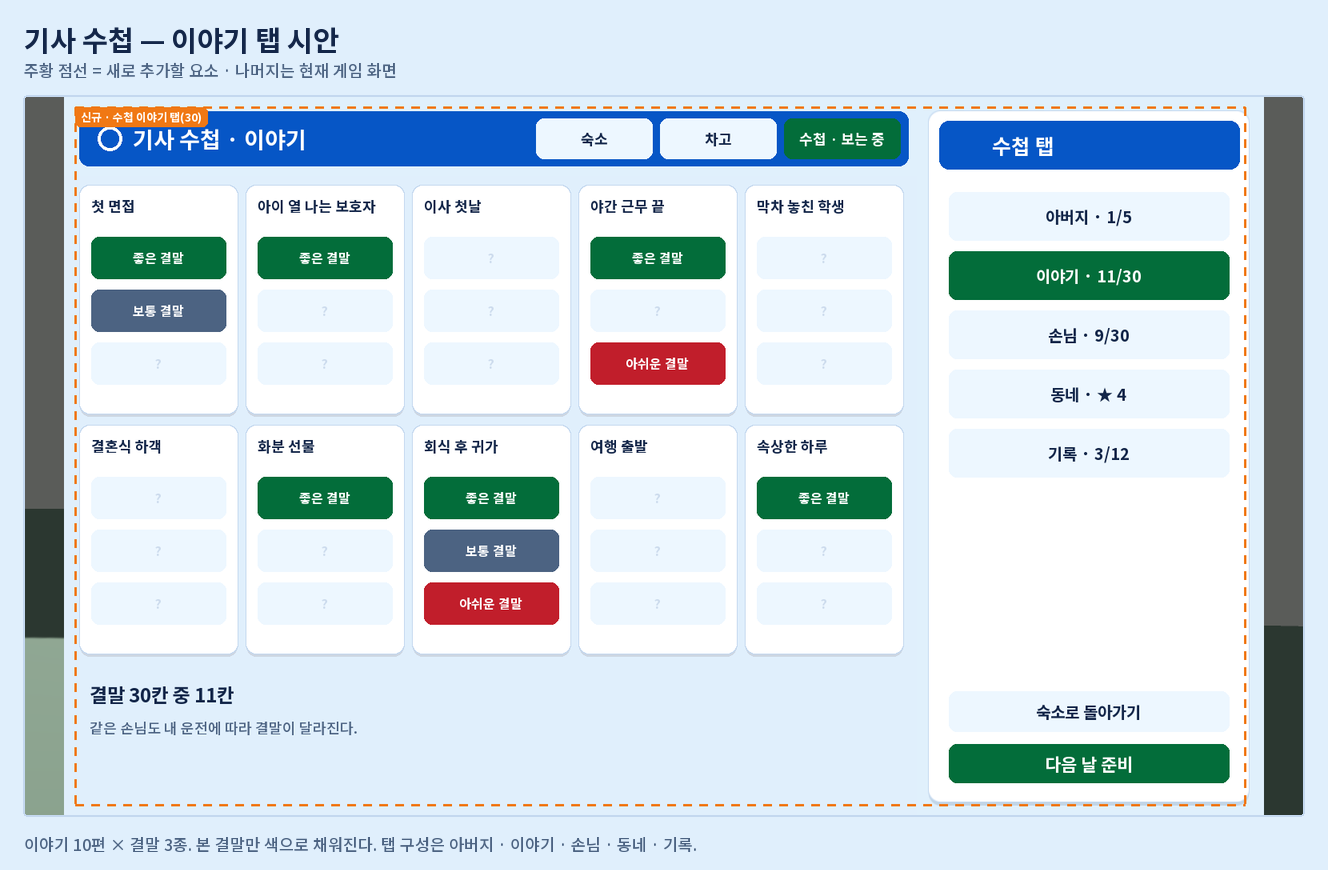 기사 수첩 — 이야기 탭 시안
주황 점선 = 새로 추가할 요소 · 나머지는 현재 게임 화면
신규 · 수첩 이야기 탭(30)
기사 수첩 · 이야기
숙소
차고
수첩 · 보는 중
첫 면접
좋은 결말
보통 결말
?
아이 열 나는 보호자
좋은 결말
?
?
이사 첫날
?
?
?
야간 근무 끝
좋은 결말
?
아쉬운 결말
막차 놓친 학생
?
?
?
결혼식 하객
?
?
?
화분 선물
좋은 결말
?
?
회식 후 귀가
좋은 결말
보통 결말
아쉬운 결말
여행 출발
?
?
?
속상한 하루
좋은 결말
?
?
결말 30칸 중 11칸
같은 손님도 내 운전에 따라 결말이 달라진다.
수첩 탭
아버지 · 1/5
이야기 · 11/30
손님 · 9/30
동네 · ★ 4
기록 · 3/12
숙소로 돌아가기
다음 날 준비
이야기 10편 × 결말 3종. 본 결말만 색으로 채워진다. 탭 구성은 아버지 · 이야기 · 손님 · 동네 · 기록.